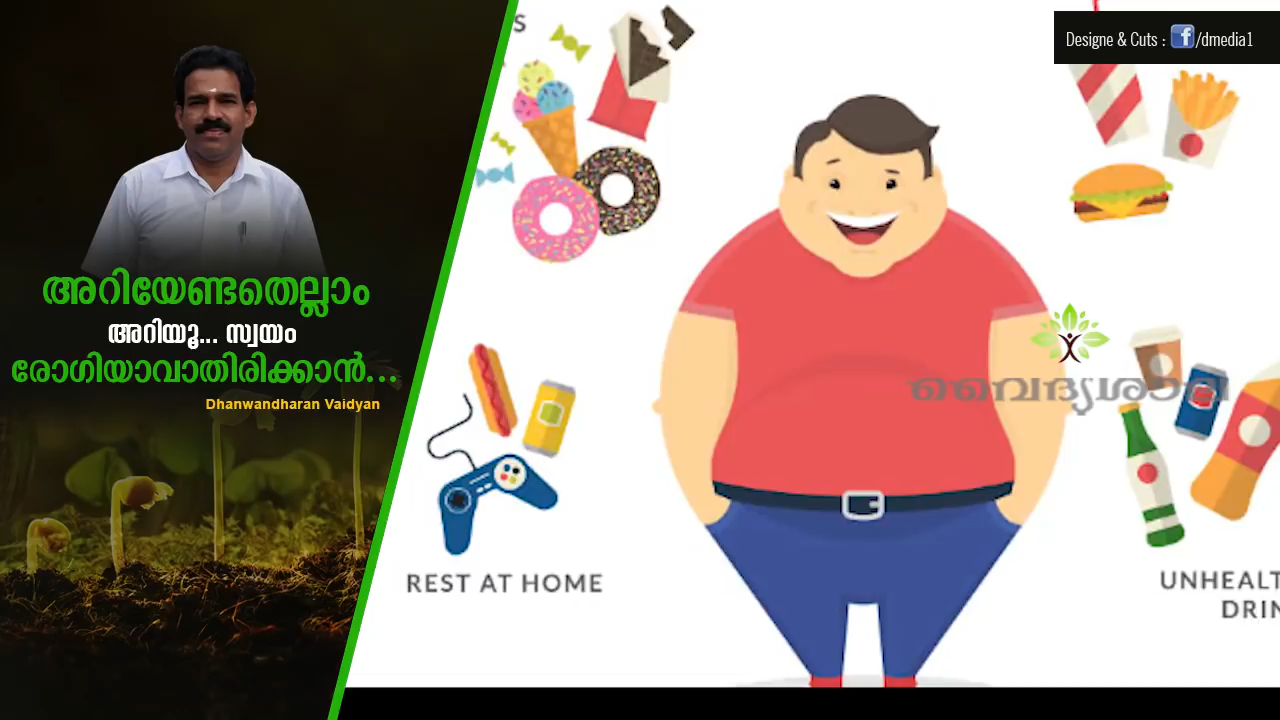 അറിയേണ്ടതെല്ലാം
അറിയൂ... സ്വയം
രോഗിയാവാതിരിക്കാൻ...
Dhanwandharan Vaidyan
S
REST AT HOME
Designe & Cuts : f/dmedia1
വൈദ്യശാല
UNHEALT
DRIN